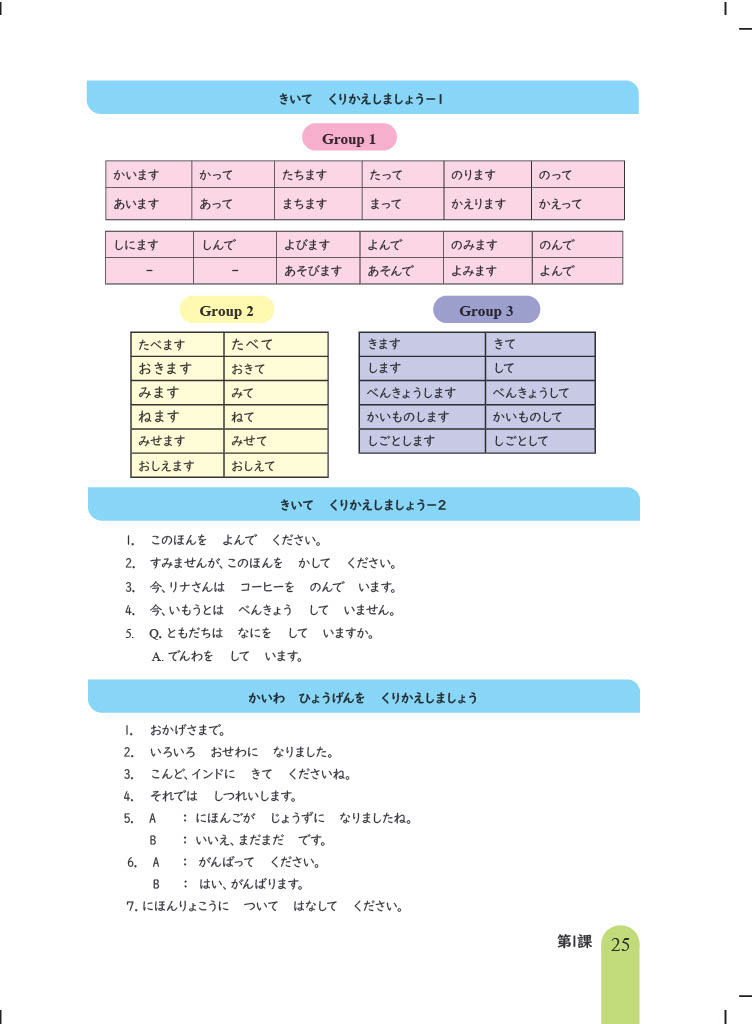 きいて　くりかえしましょうー1
Group 1
かいます　かって　たちます　たって　のります　のって
あいます　あって　まちます　まって　かえります　かえって
しにます　しんで　よびます　よんで　のみます　のんで
–　–　あそびます　あそんで　よみます　よんで
Group 2
たべます　たべて
おきます　おきて
みます　みて
ねます　ねて
みせます　みせて
おしえます　おしえて
Group 3
きます　きて
します　して
べんきょうします　べんきょうして
かいものします　かいものして
しごとします　しごとして
きいて　くりかえしましょうー2
1.　このほんを　よんで　ください。
2.　すみませんが、このほんを　かして　ください。
3.　今、リナさんは　コーヒーを　のんで　います。
4.　今、いもうとは　べんきょう　して　いません。
5.　Q. ともだちは　なにを　して　いますか。
A. でんわを　して　います。
かいわ　ひょうげんを　くりかえしましょう
1.　おかげさまで。
2.　いろいろ　おせわに　なりました。
3.　こんど、インドに　きて　くださいね。
4.　それでは　しつれいします。
5.　A　：にほんごが　じょうずに　なりましたね。
B　：いいえ、まだまだ　です。
6.　A　：がんばって　ください。
B　：はい、がんばります。
7. にほんりょこうに　ついて　はなして　ください。
第1課　25